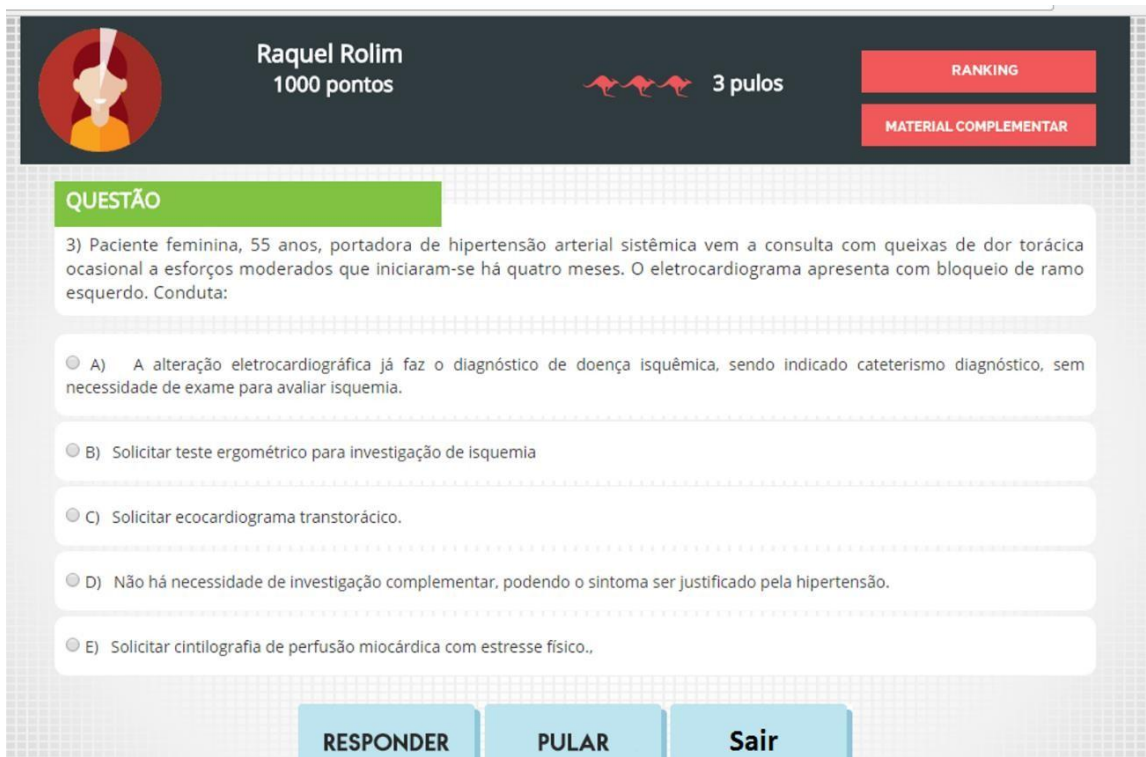 Raquel Rolim
1000 pontos
3 pulos
RANKING
MATERIAL COMPLEMENTAR
QUESTÃO
3) Paciente feminina, 55 anos, portadora de hipertensão arterial sistêmica vem a consulta com queixas de dor torácica
ocasional a esforços moderados que iniciaram-se há quatro meses. O eletrocardiograma apresenta com bloqueio de ramo
esquerdo. Conduta:
A) A alteração eletrocardiográfica já faz o diagnóstico de doença isquêmica, sendo indicado cateterismo diagnóstico, sem
necessidade de exame para avaliar isquemia.
B) Solicitar teste ergométrico para investigação de isquemia
C) Solicitar ecocardiograma transtorácico.
D) Não há necessidade de investigação complementar, podendo o sintoma ser justificado pela hipertensão.
E) Solicitar cintilografia de perfusão miocárdica com estresse físico.,
RESPONDER
PULAR
Sair